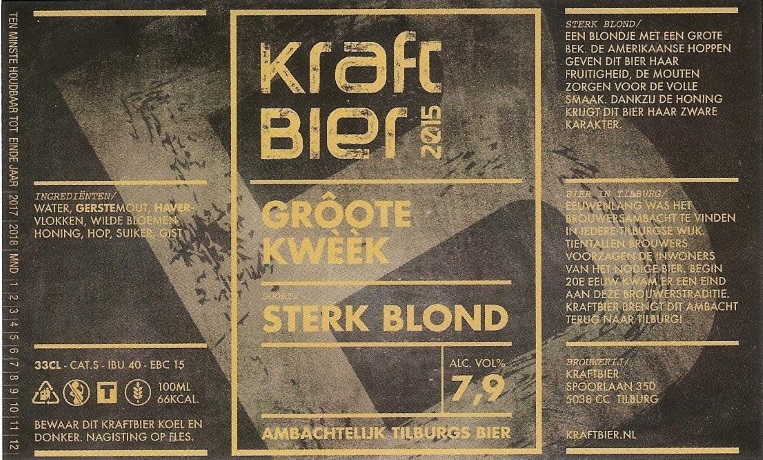 TEN MINSTE HOUDBAAR TOT EINDE JAAR | 2017 | 2018 | MND | 1 | 2 | 3 | 4 | 5 | 6 | 7 | 8 | 9 | 10 | 11 | 12
INGREDIËNTEN/
WATER, GERSTEMOUT, HAVER-
VLOKKEN, WILDE BLOEMEN
HONING, HOP, SUIKER, GIST
33CL - CAT.S - IBU 40 - EBC 15
100ML
66KCAL.
BEWAAR DIT KRAFTBIER KOEL EN
DONKER. NAGISTING OP FLES.
Kraft
Bier
2015
GRÔOTE
KWÈÈK
SOORT/
STERK BLOND
ALC. VOL%
7,9
AMBACHTELIJK TILBURGS BIER
STERK BLOND/
EEN BLONDJE MET EEN GROTE
BEK. DE AMERIKAANSE HOPPEN
GEVEN DIT BIER HAAR
FRUITIGHEID, DE MOUTEN
ZORGEN VOOR DE VOLLE
SMAAK. DANKZIJ DE HONING
KRIJGT DIT BIER HAAR ZWARE
KARAKTER.
BIER IN TILBURG/
EEUWENLANG WAS HET
BROUWERSAMBACHT TE VINDEN
IN IEDERE TILBURGSE WIJK.
TIENTALLEN BROUWERS
VOORZAGEN DE INWONERS
VAN HET NODIGE BIER. BEGIN
20E EEUW KWAM ER EEN EIND
AAN DEZE BROUWERSTRADITIE.
KRAFTBIER BRENGT DIT AMBACHT
TERUG NAAR TILBURG!
BROUWERIJ/
KRAFTBIER
SPOORLAAN 350
5038 CC TILBURG
KRAFTBIER.NL